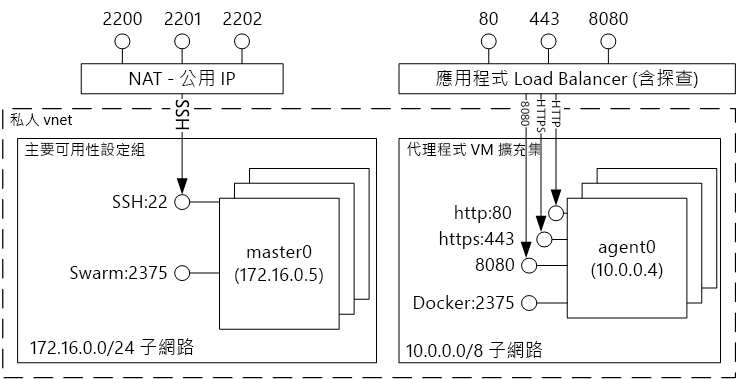 2200 2201 2202
80 443 8080
NAT - 公用 IP
應用程式 Load Balancer (含探查)
SSH
8080
HTTPS
HTTP
私人 vnet
主要可用性設定組
SSH:22
Swarm:2375
master0
(172.16.0.5)
172.16.0.0/24 子網路
代理程式 VM 擴充集
http:80
https:443
8080
Docker:2375
agent0
(10.0.0.4)
10.0.0.0/8 子網路